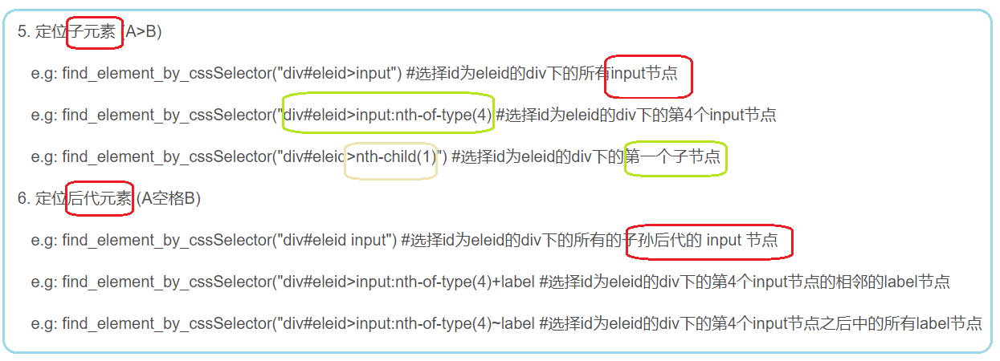 5. 定位子元素 (A>B)
e.g: find_element_by_cssSelector("div#eleid>input") #选择id为eleid的div下的所有input节点
e.g: find_element_by_cssSelector("div#eleid>input:nth-of-type(4) #选择id为eleid的div下的第4个input节点
e.g: find_element_by_cssSelector("div#eleid>nth-child(1)") #选择id为eleid的div下的第一个子节点
6. 定位后代元素 (A空格B)
e.g: find_element_by_cssSelector("div#eleid input") #选择id为eleid的div下的所有的子孙后代的 input 节点
e.g: find_element_by_cssSelector("div#eleid>input:nth-of-type(4)+label #选择id为eleid的div下的第4个input节点的相邻的label节点
e.g: find_element_by_cssSelector("div#eleid>input:nth-of-type(4)~label #选择id为eleid的div下的第4个input节点之后中的所有label节点